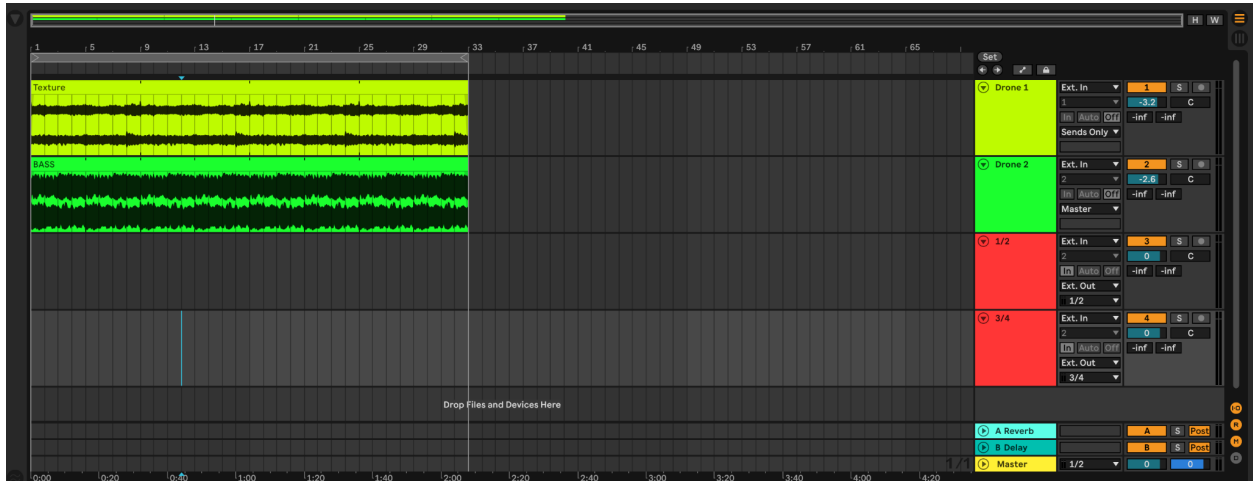 H W
1 5 9 13 17 21 25 29 33 37 41 45 49 53 57 61 65
Set
Texture
Drone 1 Ext. In 1 S
1 -3.2 C
In Auto Off -inf -inf
Sends Only
BASS
Drone 2 Ext. In 2 S
2 -2.6 C
In Auto Off -inf -inf
Master
1/2 Ext. In 3 S
2 0 C
In Auto Off -inf -inf
Ext. Out
1/2
3/4 Ext. In 4 S
2 0 C
In Auto Off -inf -inf
Ext. Out
3/4
Drop Files and Devices Here
I·O
A Reverb A S Post
R
B Delay B S Post
M
1/1 Master 1/2 0 0
D
0:00 0:20 0:40 1:00 1:20 1:40 2:00 2:20 2:40 3:00 3:20 3:40 4:00 4:20